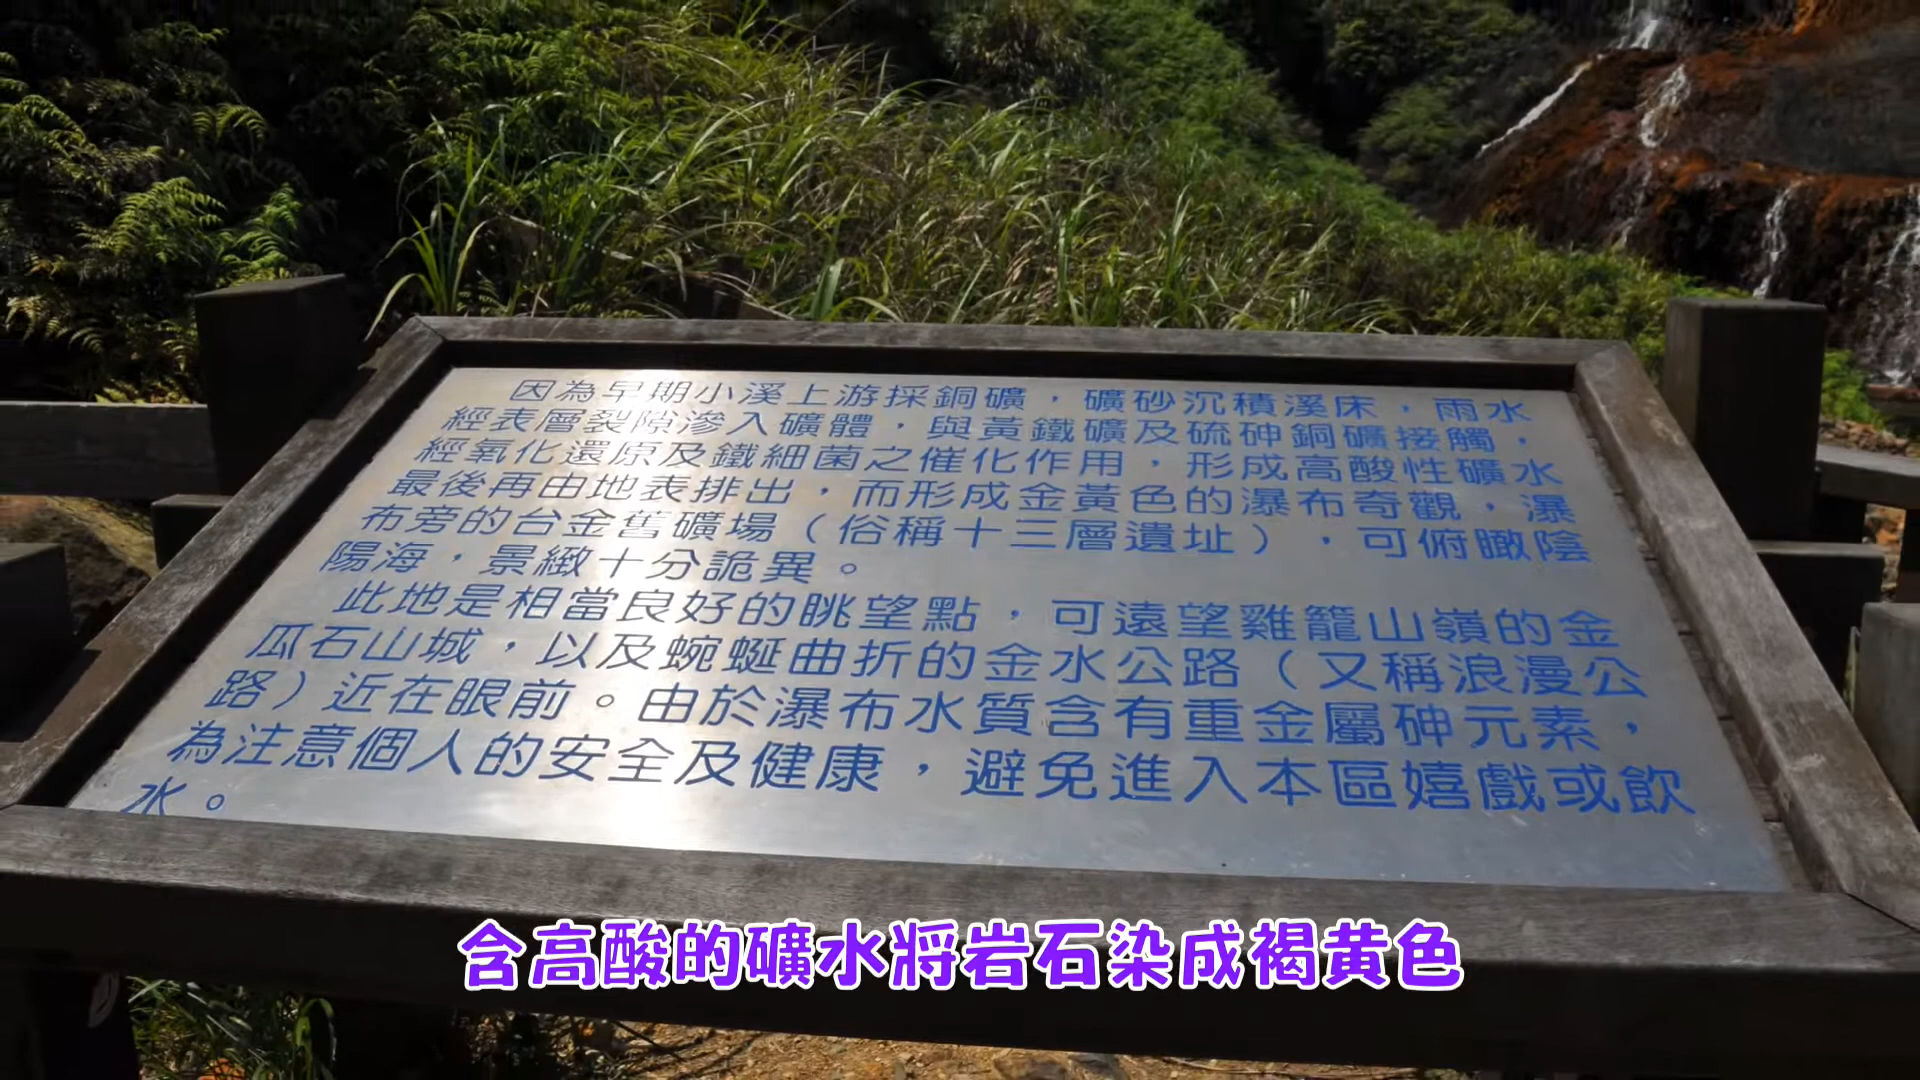 因為早期小溪上游採銅礦，礦砂沉積溪床，雨水
經表層裂隙滲入礦體，與黃鐵礦及硫砷銅礦接觸，
經氧化還原及鐵細菌之催化作用，形成高酸性礦水
最後再由地表排出，而形成金黃色的瀑布奇觀，瀑
布旁的台金舊礦場（俗稱十三層遺址），可俯瞰陰
陽海，景緻十分詭異。
此地是相當良好的眺望點，可遠望雞籠山嶺的金
瓜石山城，以及蜿蜒曲折的金水公路（又稱浪漫公
路）近在眼前。由於瀑布水質含有重金屬砷元素，
為注意個人的安全及健康，避免進入本區嬉戲或飲
水。
含高酸的礦水將岩石染成褐黄色